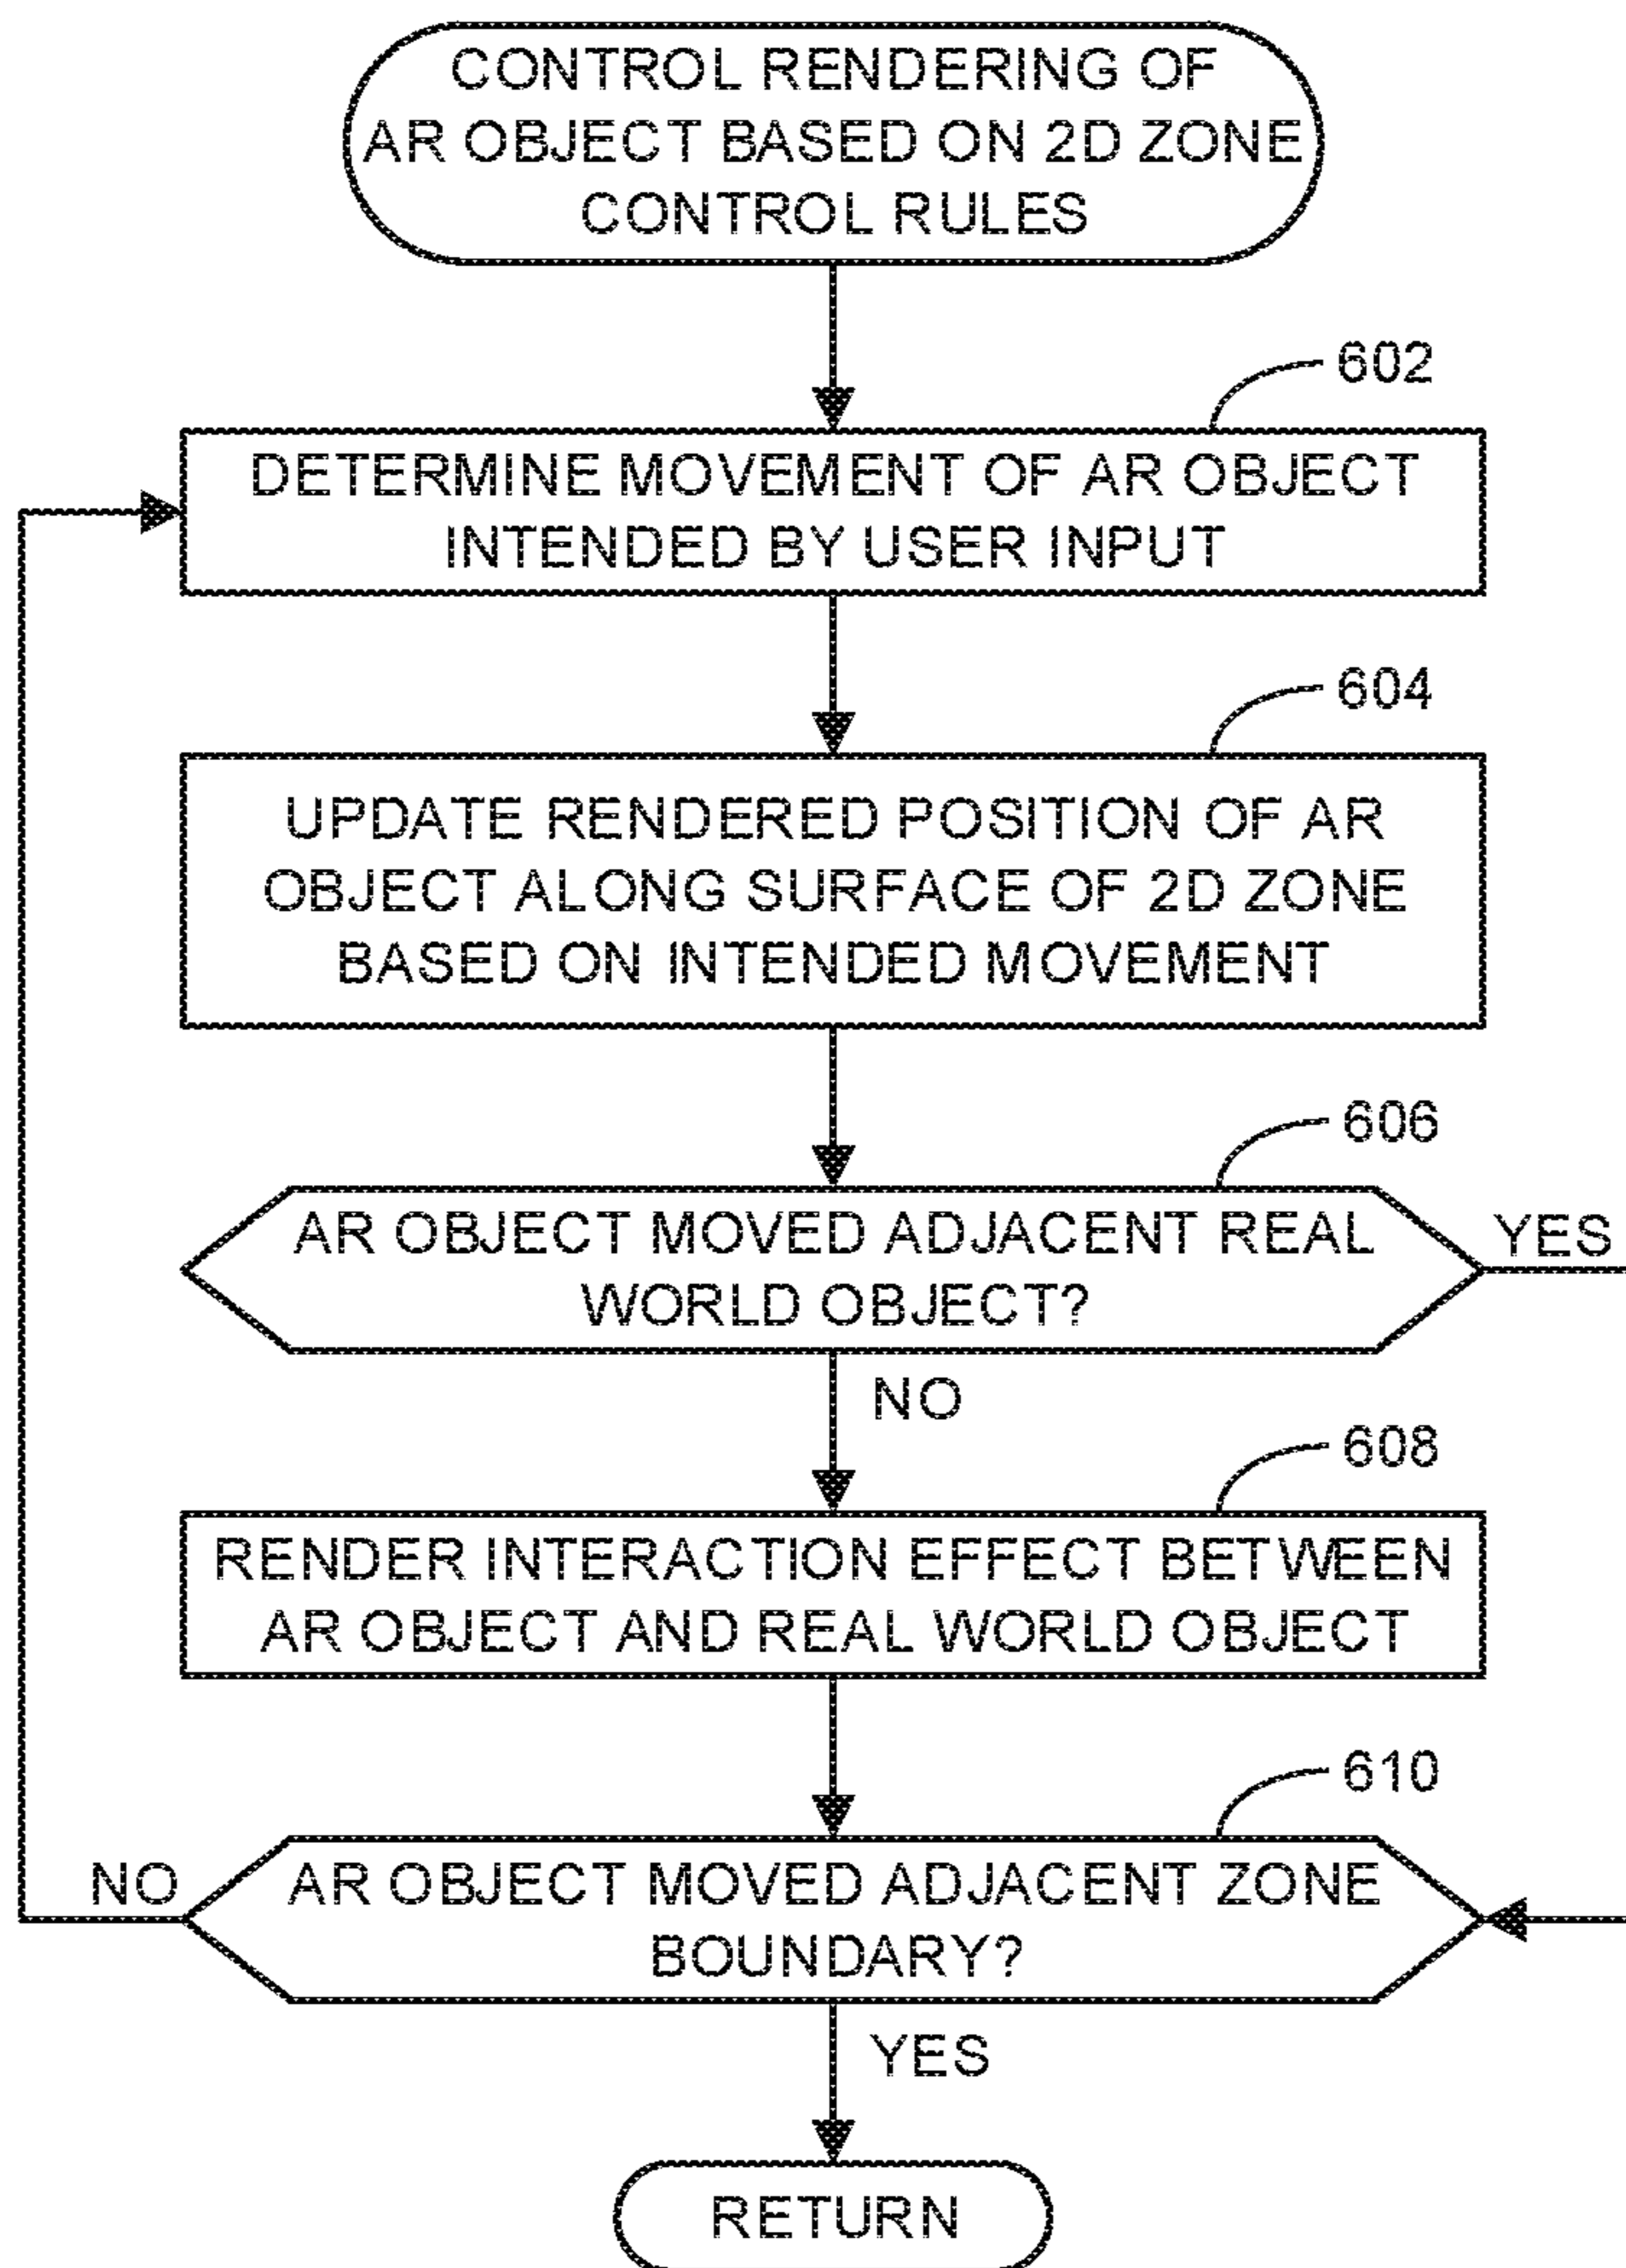 CONTROL RENDERING OF
AR OBJECT BASED ON 2D ZONE
CONTROL RULES
602
DETERMINE MOVEMENT OF AR OBJECT
INTENDED BY USER INPUT
604
UPDATE RENDERED POSITION OF AR
OBJECT ALONG SURFACE OF 2D ZONE
BASED ON INTENDED MOVEMENT
606
AR OBJECT MOVED ADJACENT REAL
WORLD OBJECT?
YES
NO
608
RENDER INTERACTION EFFECT BETWEEN
AR OBJECT AND REAL WORLD OBJECT
610
NO
AR OBJECT MOVED ADJACENT ZONE
BOUNDARY?
YES
RETURN